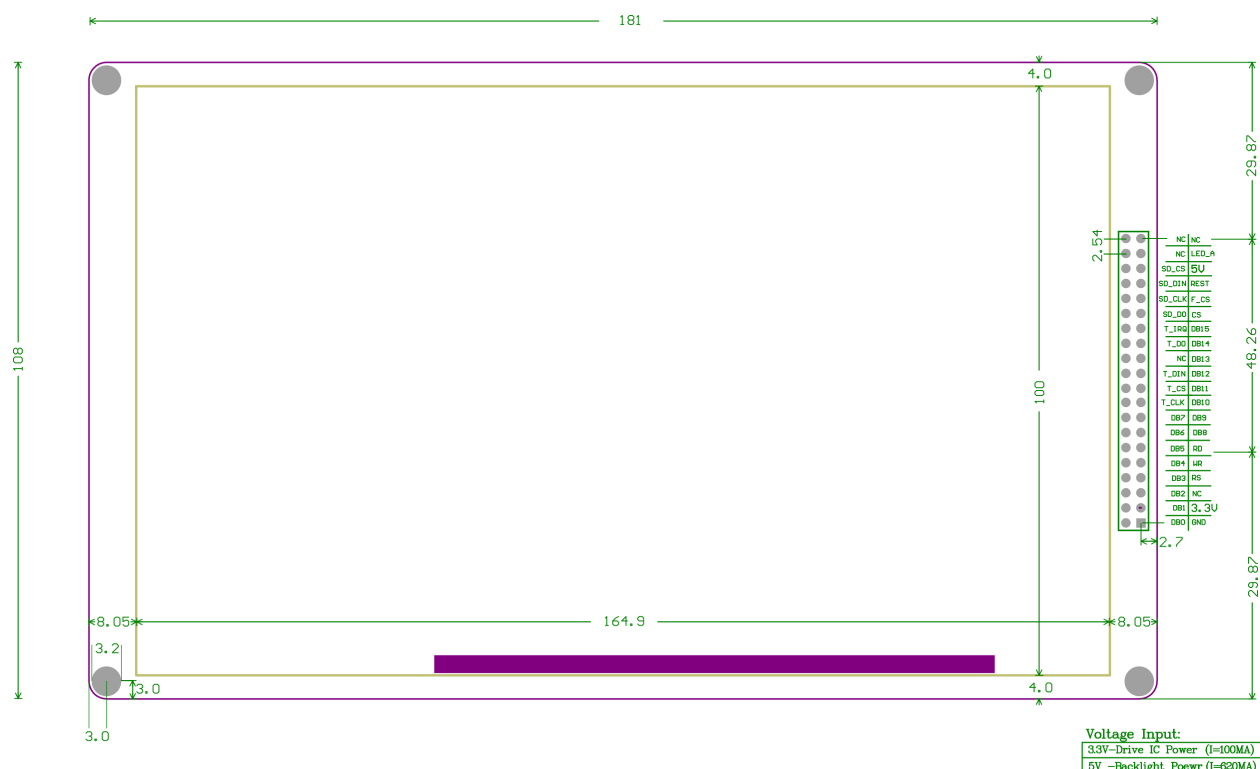 181
4.0
29.87
2.54
NC NC
NC LED_A
SD_CS 5V
SD_DIN REST
SD_CLK F_CS
SD_DO CS
T_IRQ DB15
T_DO DB14
NC DB13
T_DIN DB12
T_CS DB11
T_CLK DB10
DB7 DB9
DB6 DB8
DB5 RD
DB4 WR
DB3 RS
DB2 NC
DB1 3.3V
DB0 GND
48.26
108
100
2.7
29.87
8.05 164.9 8.05
3.2
3.0
4.0
3.0
Voltage Input:
3.3V-Drive IC Power (I=100MA)
5V -Backlight Poewr (I=620MA)